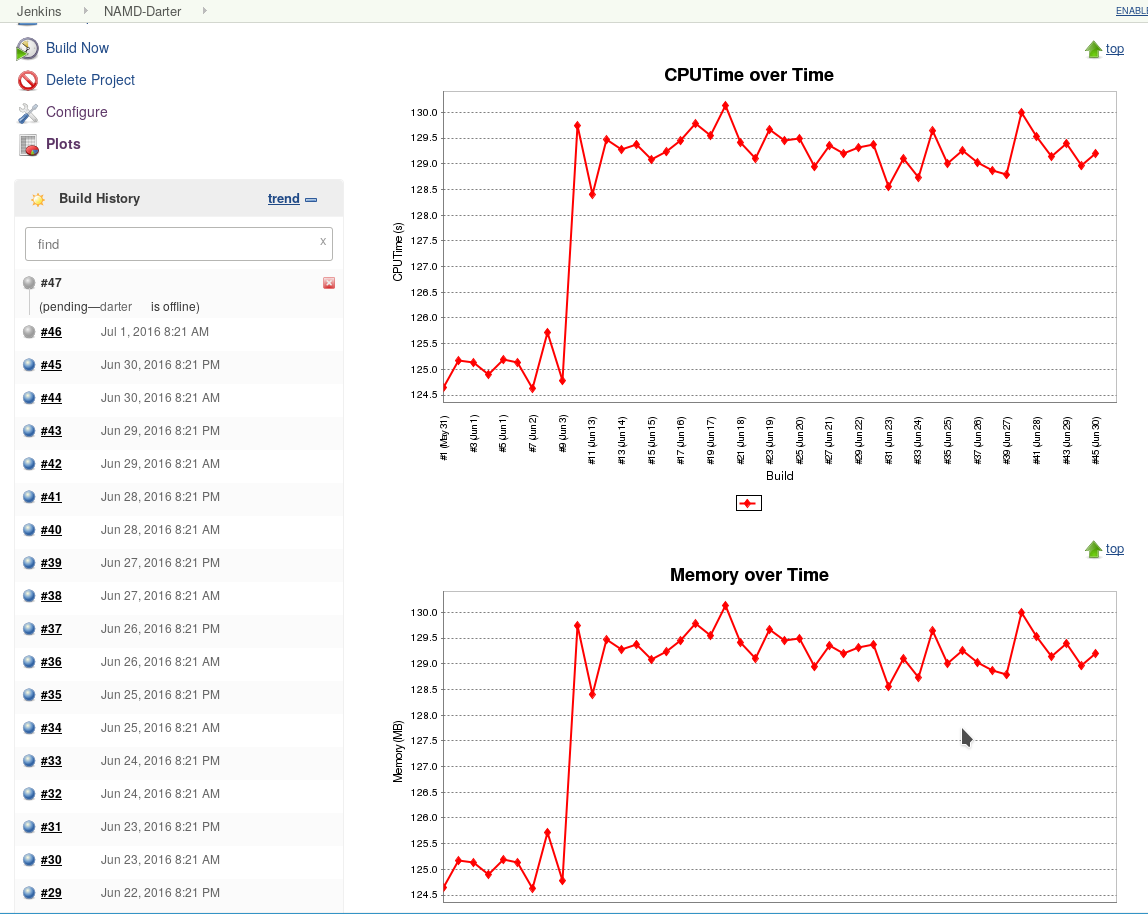 Jenkins NAMD-Darter ENABL
Build Now
Delete Project
Configure
Plots
Build History trend
find x
#47
(pending—darter is offline)
#46 Jul 1, 2016 8:21 AM
#45 Jun 30, 2016 8:21 PM
#44 Jun 30, 2016 8:21 AM
#43 Jun 29, 2016 8:21 PM
#42 Jun 29, 2016 8:21 AM
#41 Jun 28, 2016 8:21 PM
#40 Jun 28, 2016 8:21 AM
#39 Jun 27, 2016 8:21 PM
#38 Jun 27, 2016 8:21 AM
#37 Jun 26, 2016 8:21 PM
#36 Jun 26, 2016 8:21 AM
#35 Jun 25, 2016 8:21 PM
#34 Jun 25, 2016 8:21 AM
#33 Jun 24, 2016 8:21 PM
#32 Jun 24, 2016 8:21 AM
#31 Jun 23, 2016 8:21 PM
#30 Jun 23, 2016 8:21 AM
#29 Jun 22, 2016 8:21 PM
top
CPUTime over Time
CPUTime (s)
130.0
129.5
129.0
128.5
128.0
127.5
127.0
126.5
126.0
125.5
125.0
124.5
#1 (May 31)
#3 (Jun 1)
#5 (Jun 1)
#7 (Jun 2)
#9 (Jun 3)
#11 (Jun 13)
#13 (Jun 14)
#15 (Jun 15)
#17 (Jun 16)
#19 (Jun 17)
#21 (Jun 18)
#23 (Jun 19)
#25 (Jun 20)
#27 (Jun 21)
#29 (Jun 22)
#31 (Jun 23)
#33 (Jun 24)
#35 (Jun 25)
#37 (Jun 26)
#39 (Jun 27)
#41 (Jun 28)
#43 (Jun 29)
#45 (Jun 30)
Build
top
Memory over Time
Memory (MB)
130.0
129.5
129.0
128.5
128.0
127.5
127.0
126.5
126.0
125.5
125.0
124.5